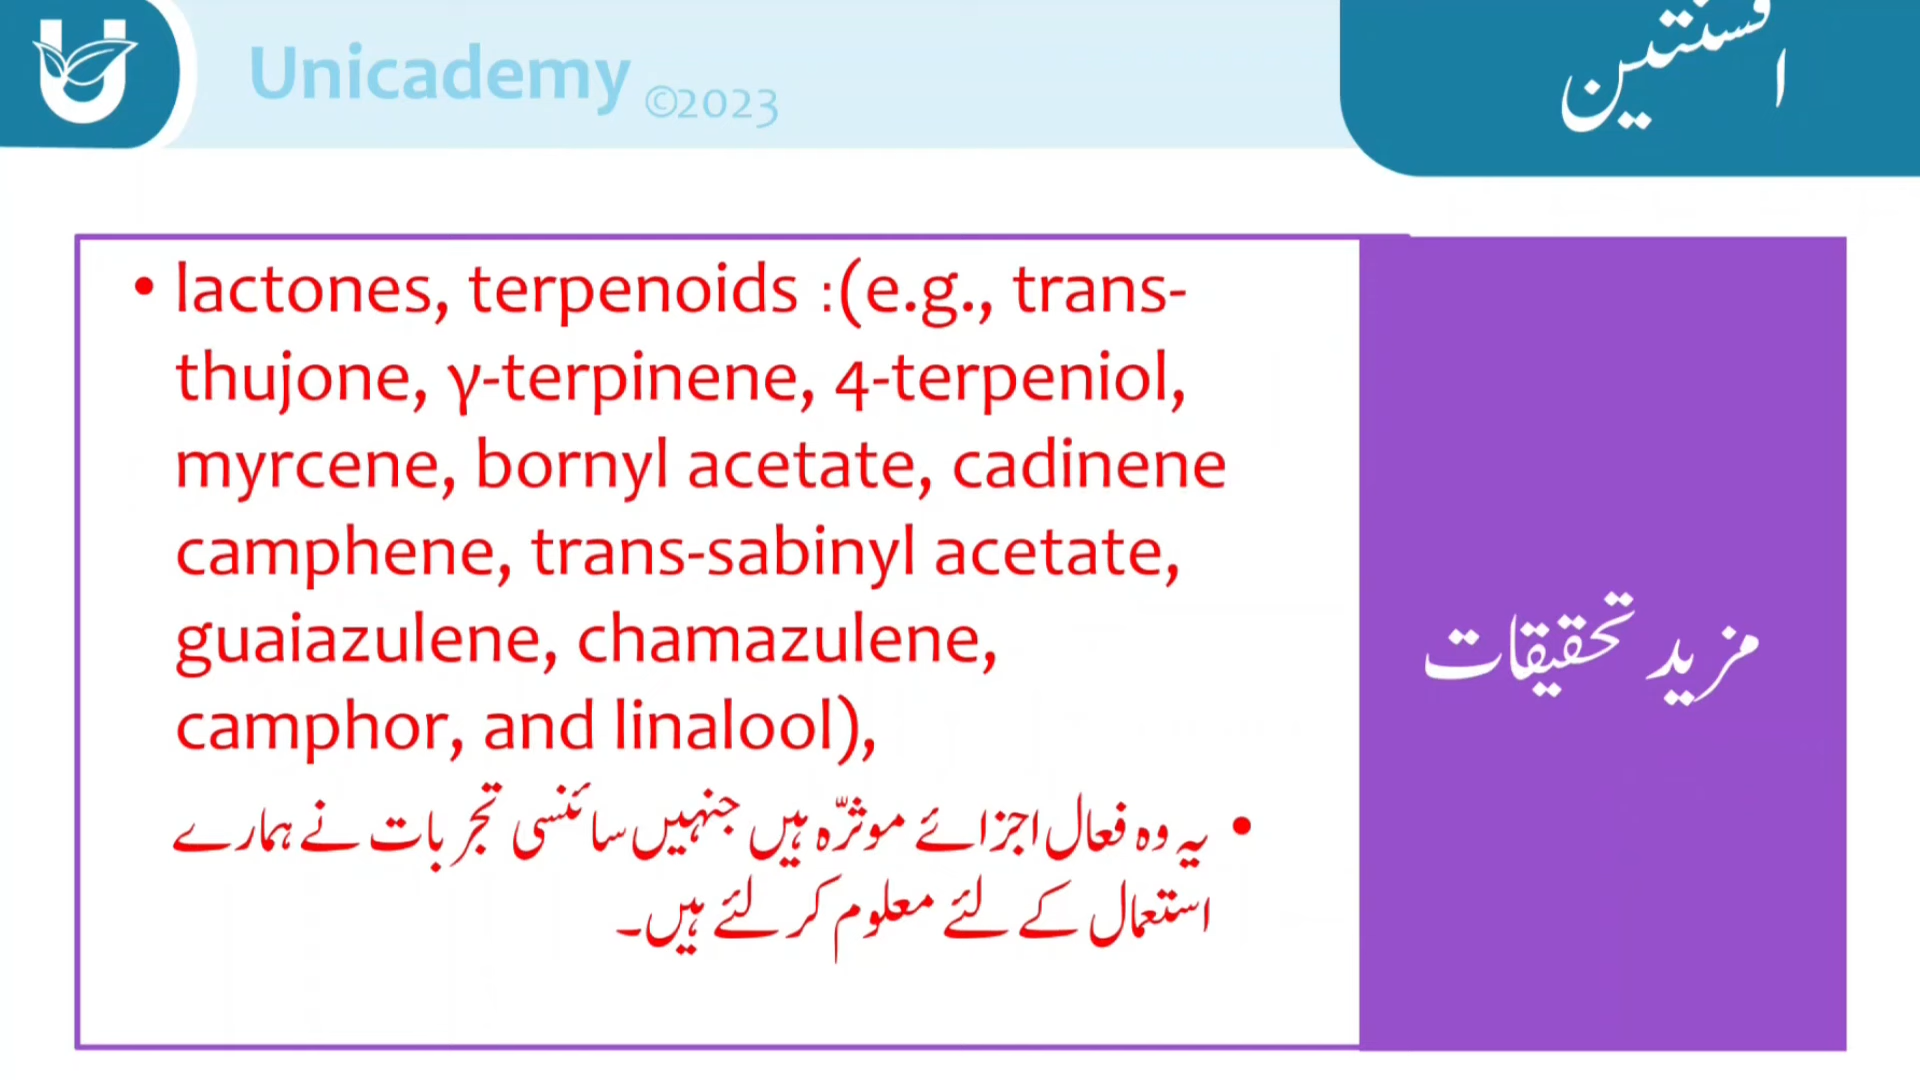 Unicademy ©2023
افسنتین
• lactones, terpenoids :(e.g., trans-
thujone, γ-terpinene, 4-terpeniol,
myrcene, bornyl acetate, cadinene
camphene, trans-sabinyl acetate,
guaiazulene, chamazulene,
camphor, and linalool),
• یہ وہ فعال اجزائے موثرّہ ہیں جنہیں سائنسی تجربات نے ہمارے
استعمال کے لئے معلوم کر لئے ہیں۔
مزید تحقیقات